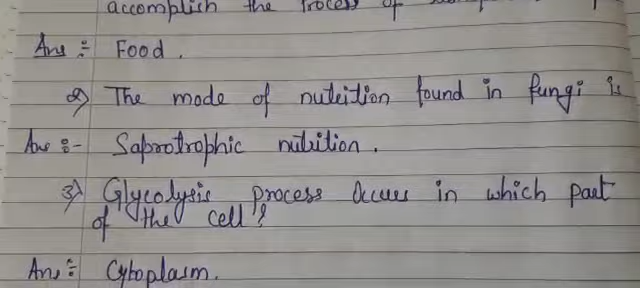 accomplish the process of
Ans :- Food.
2) The mode of nutrition found in fungi is
Ans :- Saprotrophic nutrition.
3) Glycolysis process occurs in which part
of the cell?
Ans :- Cytoplasm.